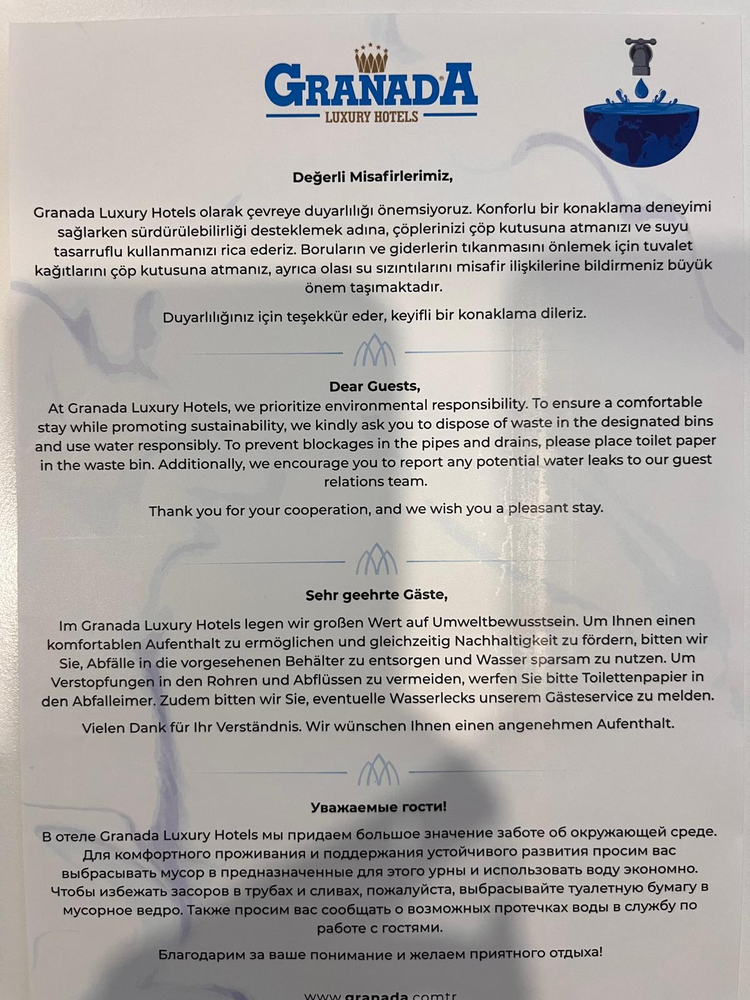 GRANADA®
LUXURY HOTELS
Değerli Misafirlerimiz,
Granada Luxury Hotels olarak çevreye duyarlılığı önemsiyoruz. Konforlu bir konaklama deneyimi
sağlarken sürdürülebilirliği desteklemek adına, çöplerinizi çöp kutusuna atmanızı ve suyu
tasarruflu kullanmanızı rica ederiz. Boruların ve giderlerin tıkanmasını önlemek için tuvalet
kağıtlarını çöp kutusuna atmanız, ayrıca olası su sızıntılarını misafir ilişkilerine bildirmeniz büyük
önem taşımaktadır.
Duyarlılığınız için teşekkür eder, keyifli bir konaklama dileriz.
Dear Guests,
At Granada Luxury Hotels, we prioritize environmental responsibility. To ensure a comfortable
stay while promoting sustainability, we kindly ask you to dispose of waste in the designated bins
and use water responsibly. To prevent blockages in the pipes and drains, please place toilet paper
in the waste bin. Additionally, we encourage you to report any potential water leaks to our guest
relations team.
Thank you for your cooperation, and we wish you a pleasant stay.
Sehr geehrte Gäste,
Im Granada Luxury Hotels legen wir großen Wert auf Umweltbewusstsein. Um Ihnen einen
komfortablen Aufenthalt zu ermöglichen und gleichzeitig Nachhaltigkeit zu fördern, bitten wir
Sie, Abfälle in die vorgesehenen Behälter zu entsorgen und Wasser sparsam zu nutzen. Um
Verstopfungen in den Rohren und Abflüssen zu vermeiden, werfen Sie bitte Toilettenpapier in
den Abfalleimer. Zudem bitten wir Sie, eventuelle Wasserlecks unserem Gästeservice zu melden.
Vielen Dank für Ihr Verständnis. Wir wünschen Ihnen einen angenehmen Aufenthalt.
Уважаемые гости!
В отеле Granada Luxury Hotels мы придаем большое значение заботе об окружающей среде.
Для комфортного проживания и поддержания устойчивого развития просим вас
выбрасывать мусор в предназначенные для этого урны и использовать воду экономно.
Чтобы избежать засоров в трубах и сливах, пожалуйста, выбрасывайте туалетную бумагу в
мусорное ведро. Также просим вас сообщать о возможных протечках воды в службу по
работе с гостями.
Благодарим за ваше понимание и желаем приятного отдыха!
www.granada.comtr